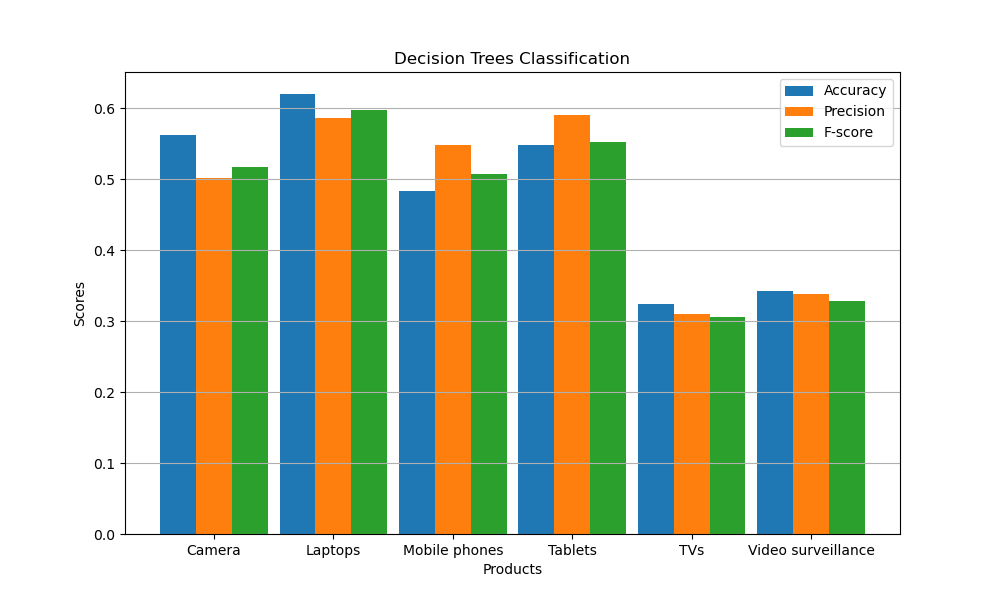 Decision Trees Classification
Accuracy
Precision
F-score
Scores
0.6
0.5
0.4
0.3
0.2
0.1
0.0
Camera
Laptops
Mobile phones
Tablets
TVs
Video surveillance
Products